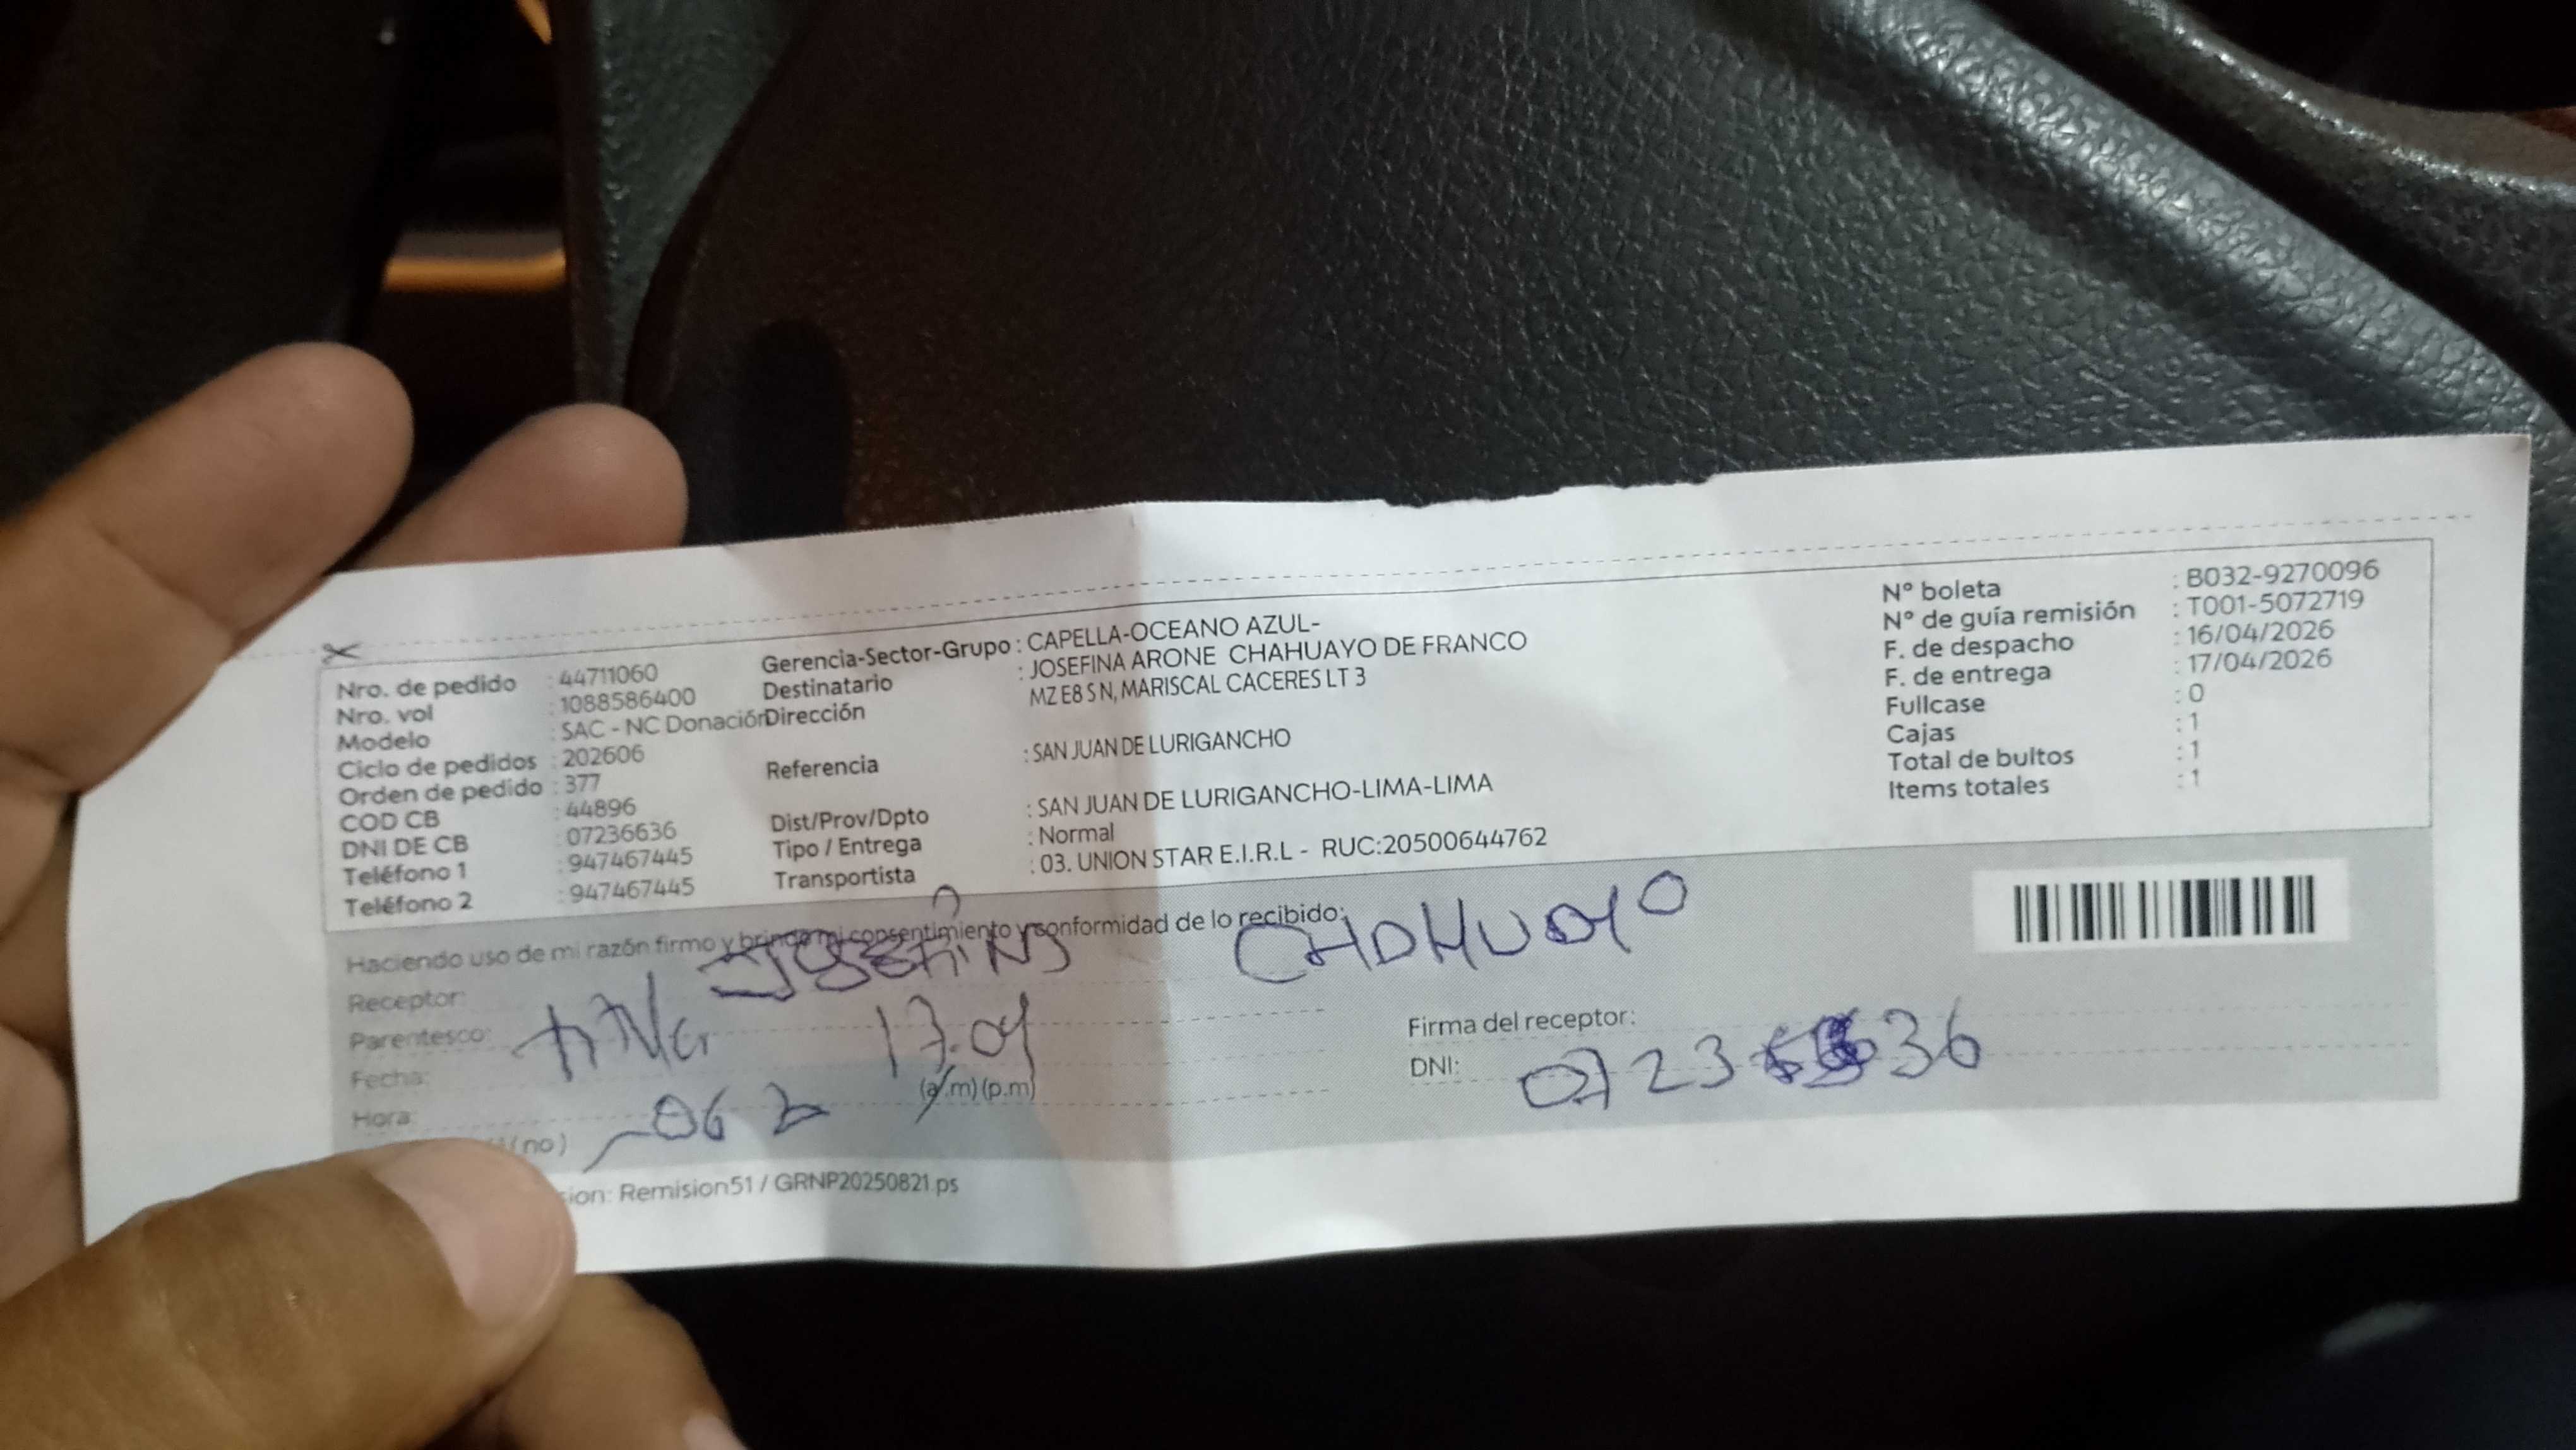 Nro. de pedido : 44711060
Nro. vol : 1088586400
Modelo : SAC - NC Donación
Ciclo de pedidos : 202606
Orden de pedido : 377
COD CB : 44896
DNI DE CB : 07236636
Teléfono 1 : 947467445
Teléfono 2 : 947467445
Gerencia-Sector-Grupo : CAPELLA-OCEANO AZUL-
Destinatario : JOSEFINA ARONE CHAHUAYO DE FRANCO
Dirección MZ E8 S N, MARISCAL CACERES LT 3
Referencia : SAN JUAN DE LURIGANCHO
Dist/Prov/Dpto : SAN JUAN DE LURIGANCHO-LIMA-LIMA
Tipo / Entrega : Normal
Transportista : 03. UNION STAR E.I.R.L - RUC:20500644762
Nº boleta : B032-9270096
Nº de guía remisión : T001-5072719
F. de despacho : 16/04/2026
F. de entrega : 17/04/2026
Fullcase : 0
Cajas : 1
Total de bultos : 1
Items totales : 1
Haciendo uso de mi razón firmo y brindo mi consentimiento y conformidad de lo recibido:
Receptor:
Parentesco:
Fecha: 17.04
Hora: (a.m) (p.m)
(no)
Firma del receptor:
DNI:
sion: Remision51 / GRNP20250821.ps